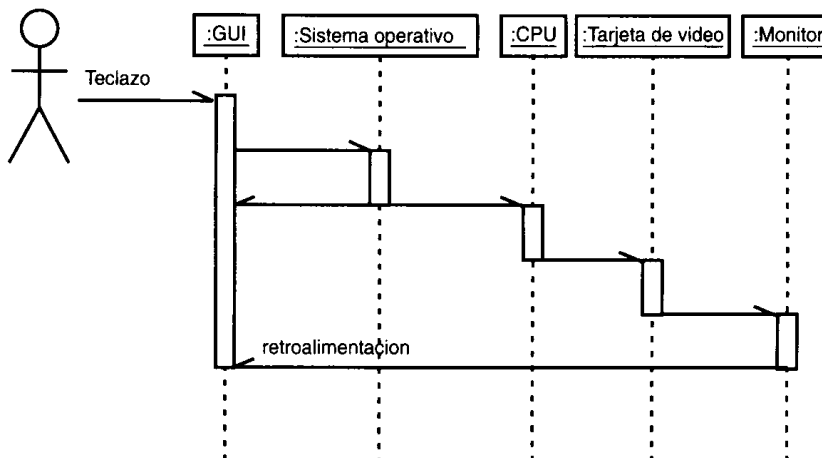 :GUI
:Sistema operativo
:CPU
:Tarjeta de video
:Monitor
Teclazo
retroalimentacion